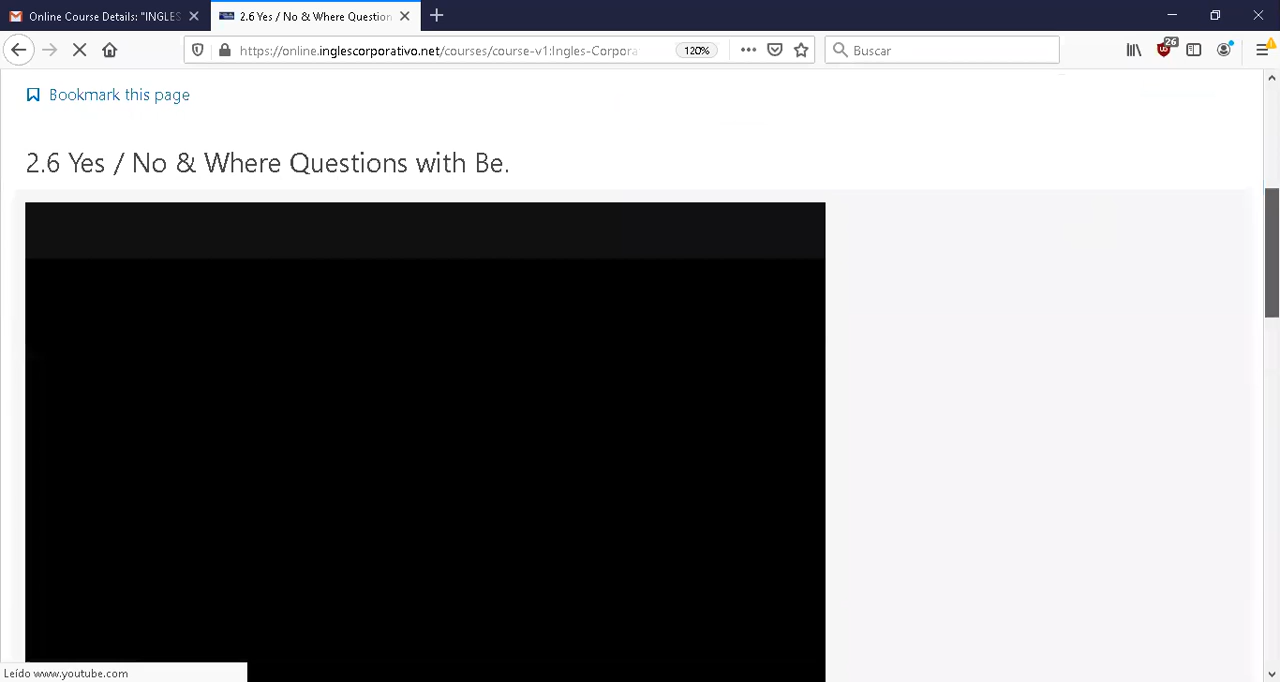 Online Course Details: "INGLES
2.6 Yes / No & Where Question
https://online.inglescorporativo.net/courses/course-v1:Ingles-Corpora
120%
Buscar
26
Bookmark this page
2.6 Yes / No & Where Questions with Be.
Leído www.youtube.com